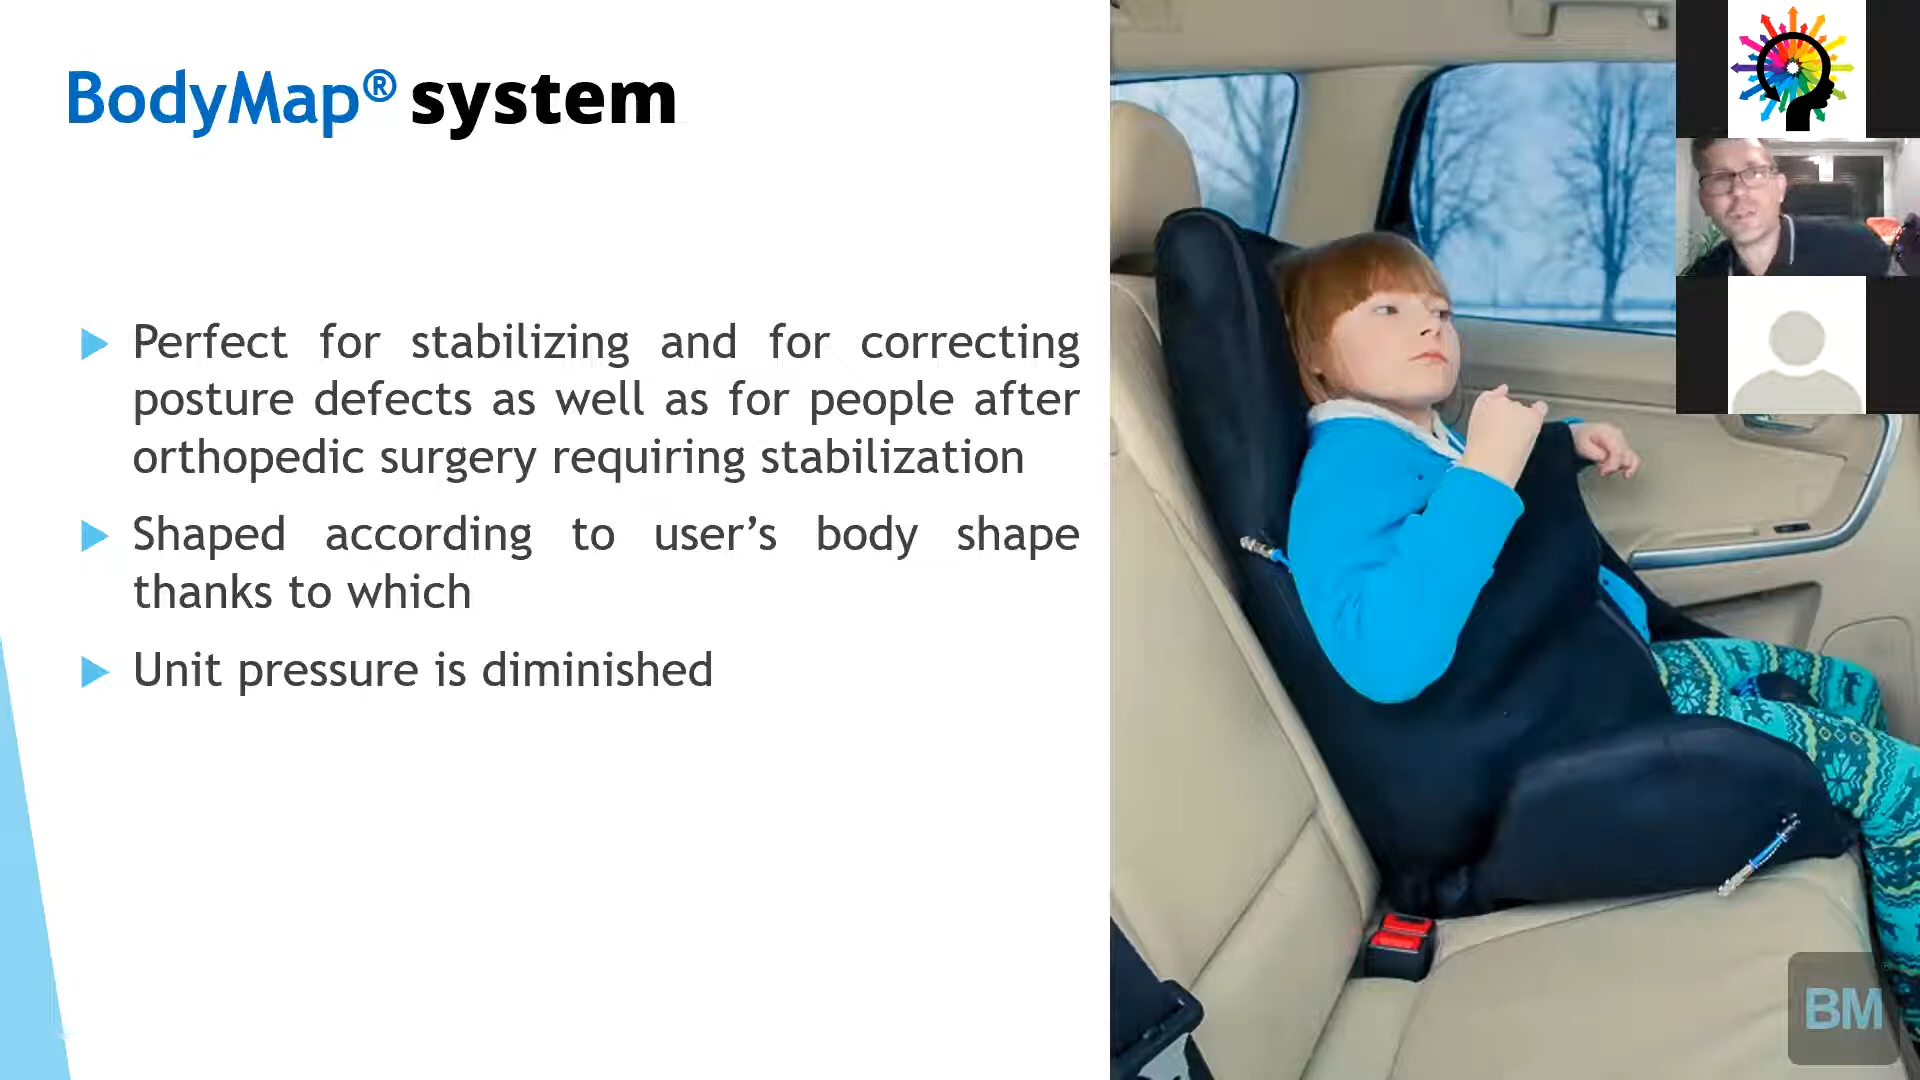 BodyMap® system
Perfect for stabilizing and for correcting
posture defects as well as for people after
orthopedic surgery requiring stabilization
Shaped according to user’s body shape
thanks to which
Unit pressure is diminished
BM